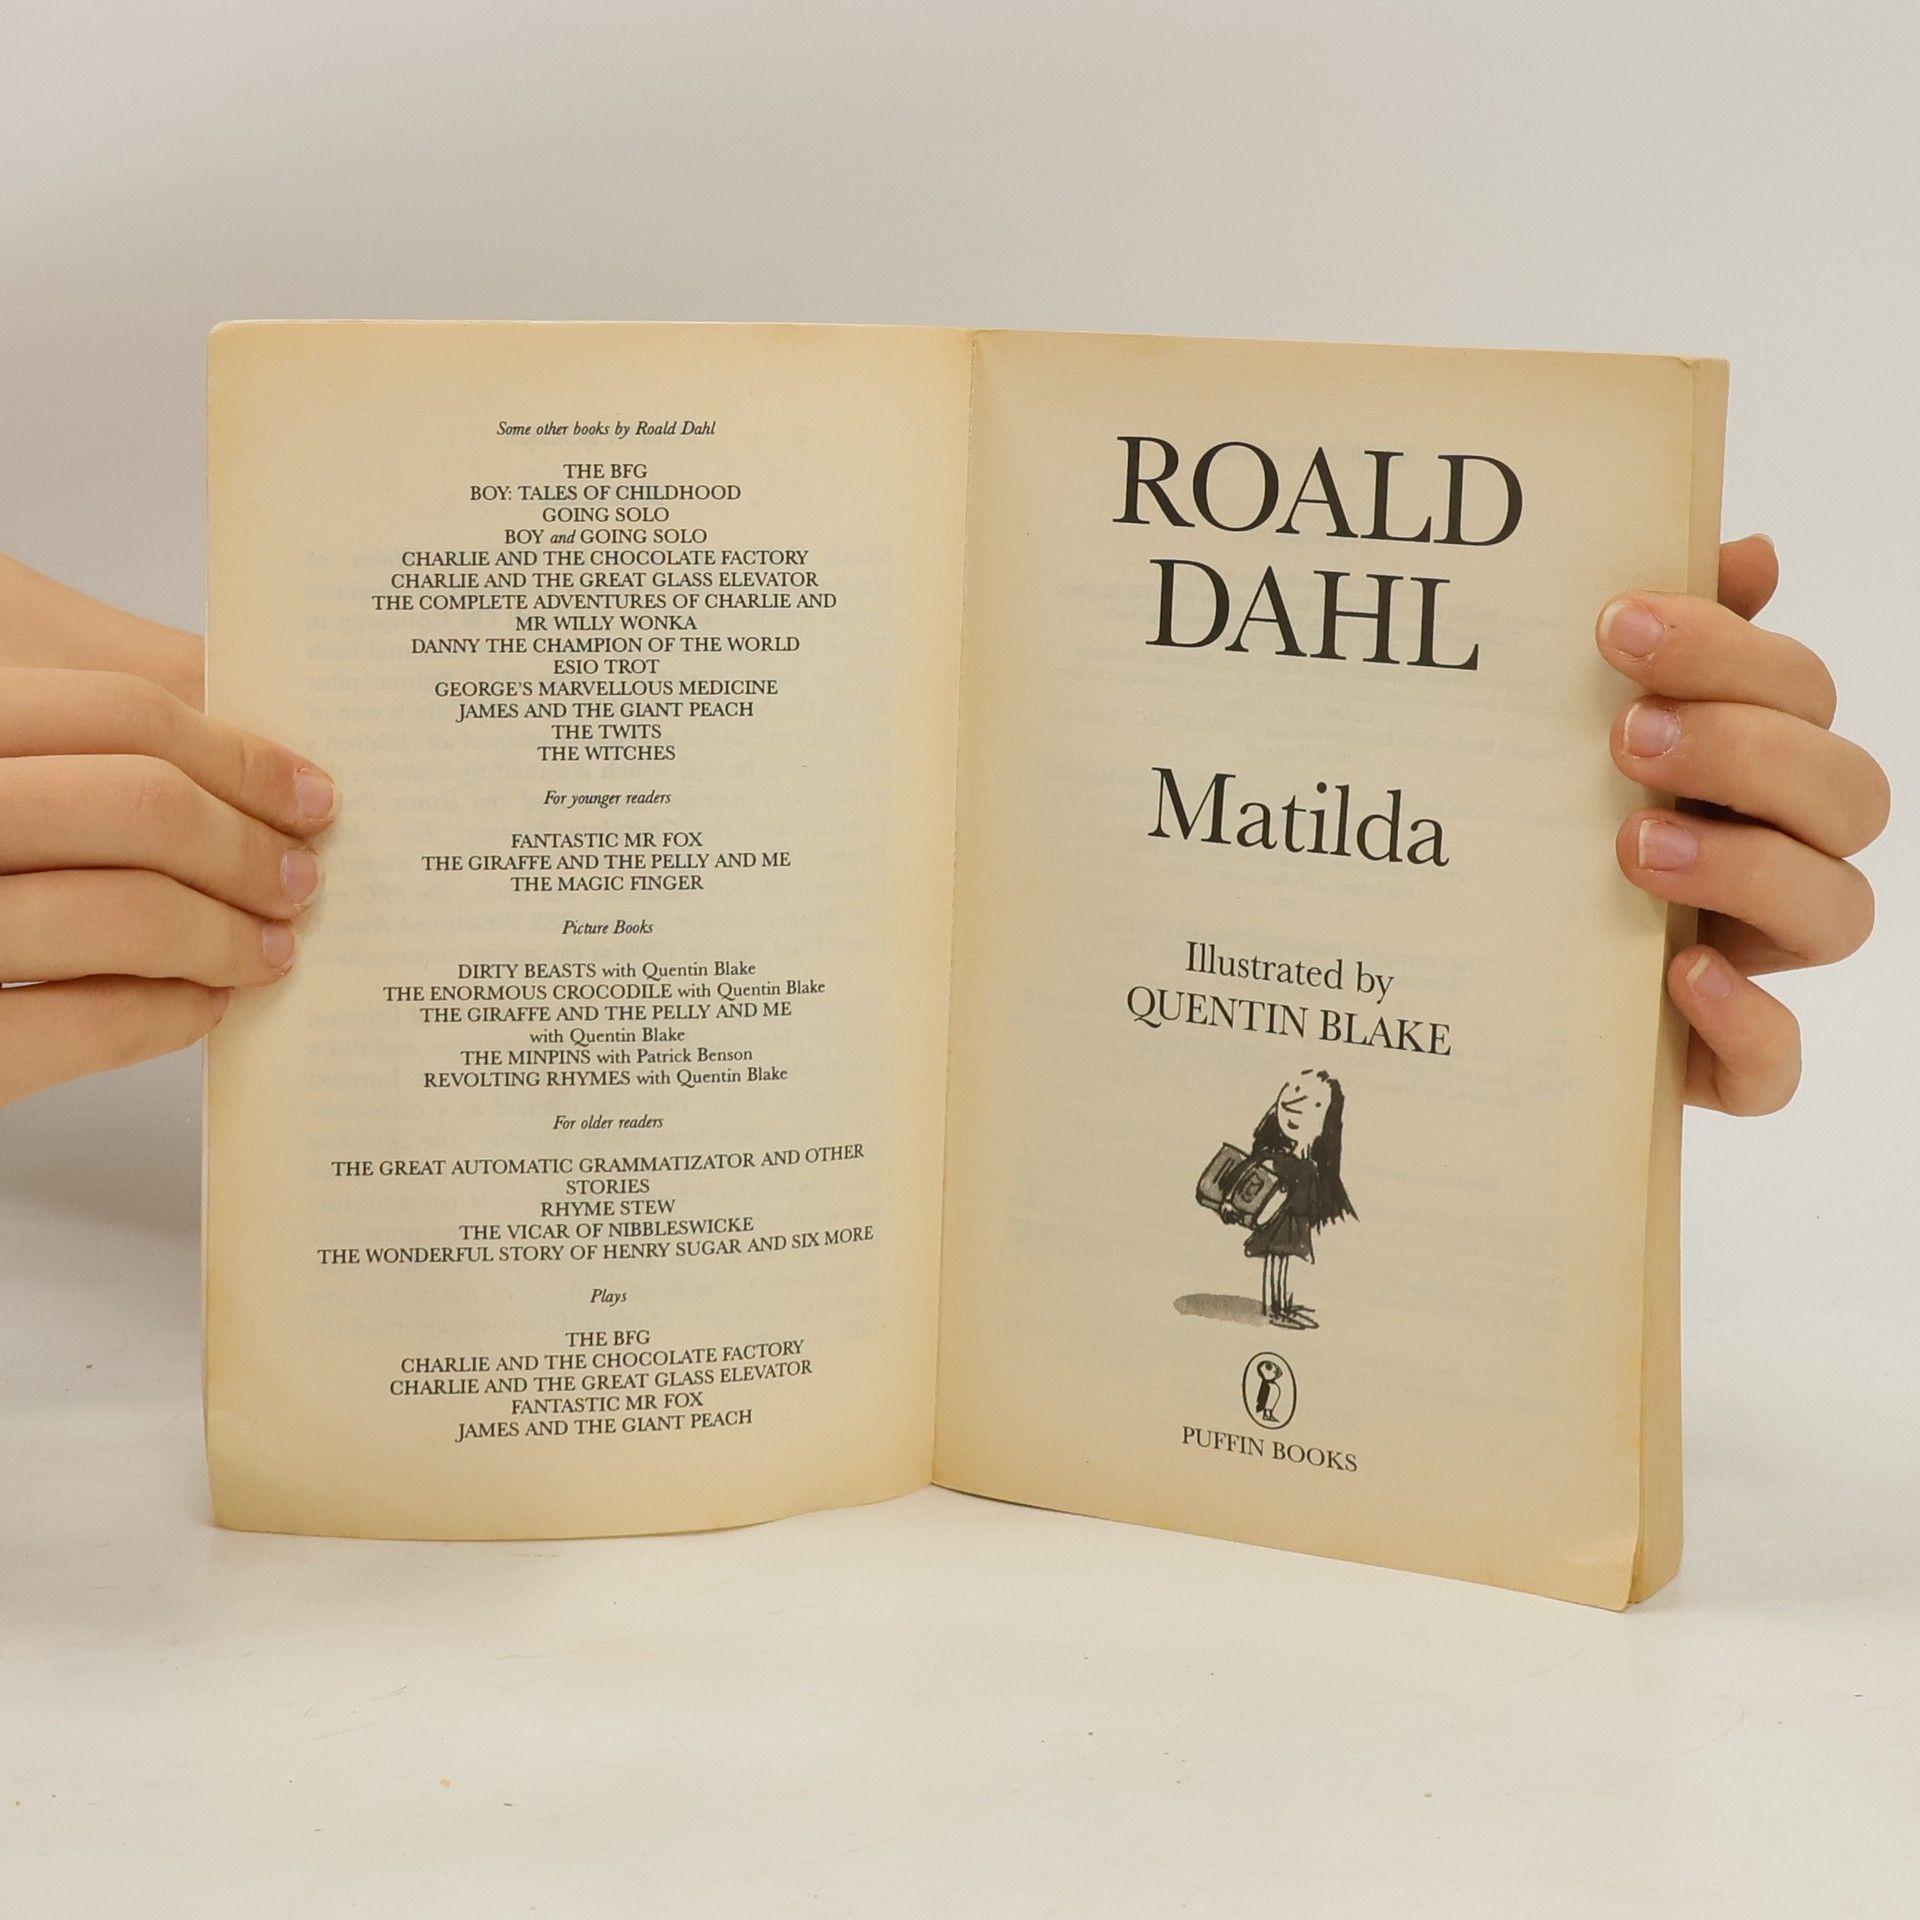 Some other books by Roald Dahl
THE BFG
BOY: TALES OF CHILDHOOD
GOING SOLO
BOY and GOING SOLO
CHARLIE AND THE CHOCOLATE FACTORY
CHARLIE AND THE GREAT GLASS ELEVATOR
THE COMPLETE ADVENTURES OF CHARLIE AND
MR WILLY WONKA
DANNY THE CHAMPION OF THE WORLD
ESIO TROT
GEORGE'S MARVELLOUS MEDICINE
JAMES AND THE GIANT PEACH
THE TWITS
THE WITCHES
For younger readers
FANTASTIC MR FOX
THE GIRAFFE AND THE PELLY AND ME
THE MAGIC FINGER
Picture Books
DIRTY BEASTS with Quentin Blake
THE ENORMOUS CROCODILE with Quentin Blake
THE GIRAFFE AND THE PELLY AND ME
with Quentin Blake
THE MINPINS with Patrick Benson
REVOLTING RHYMES with Quentin Blake
For older readers
THE GREAT AUTOMATIC GRAMMATIZATOR AND OTHER
STORIES
RHYME STEW
THE VICAR OF NIBBLESWICKE
THE WONDERFUL STORY OF HENRY SUGAR AND SIX MORE
Plays
THE BFG
CHARLIE AND THE CHOCOLATE FACTORY
CHARLIE AND THE GREAT GLASS ELEVATOR
FANTASTIC MR FOX
JAMES AND THE GIANT PEACH
ROALD
DAHL
Matilda
Illustrated by
QUENTIN BLAKE
PUFFIN BOOKS